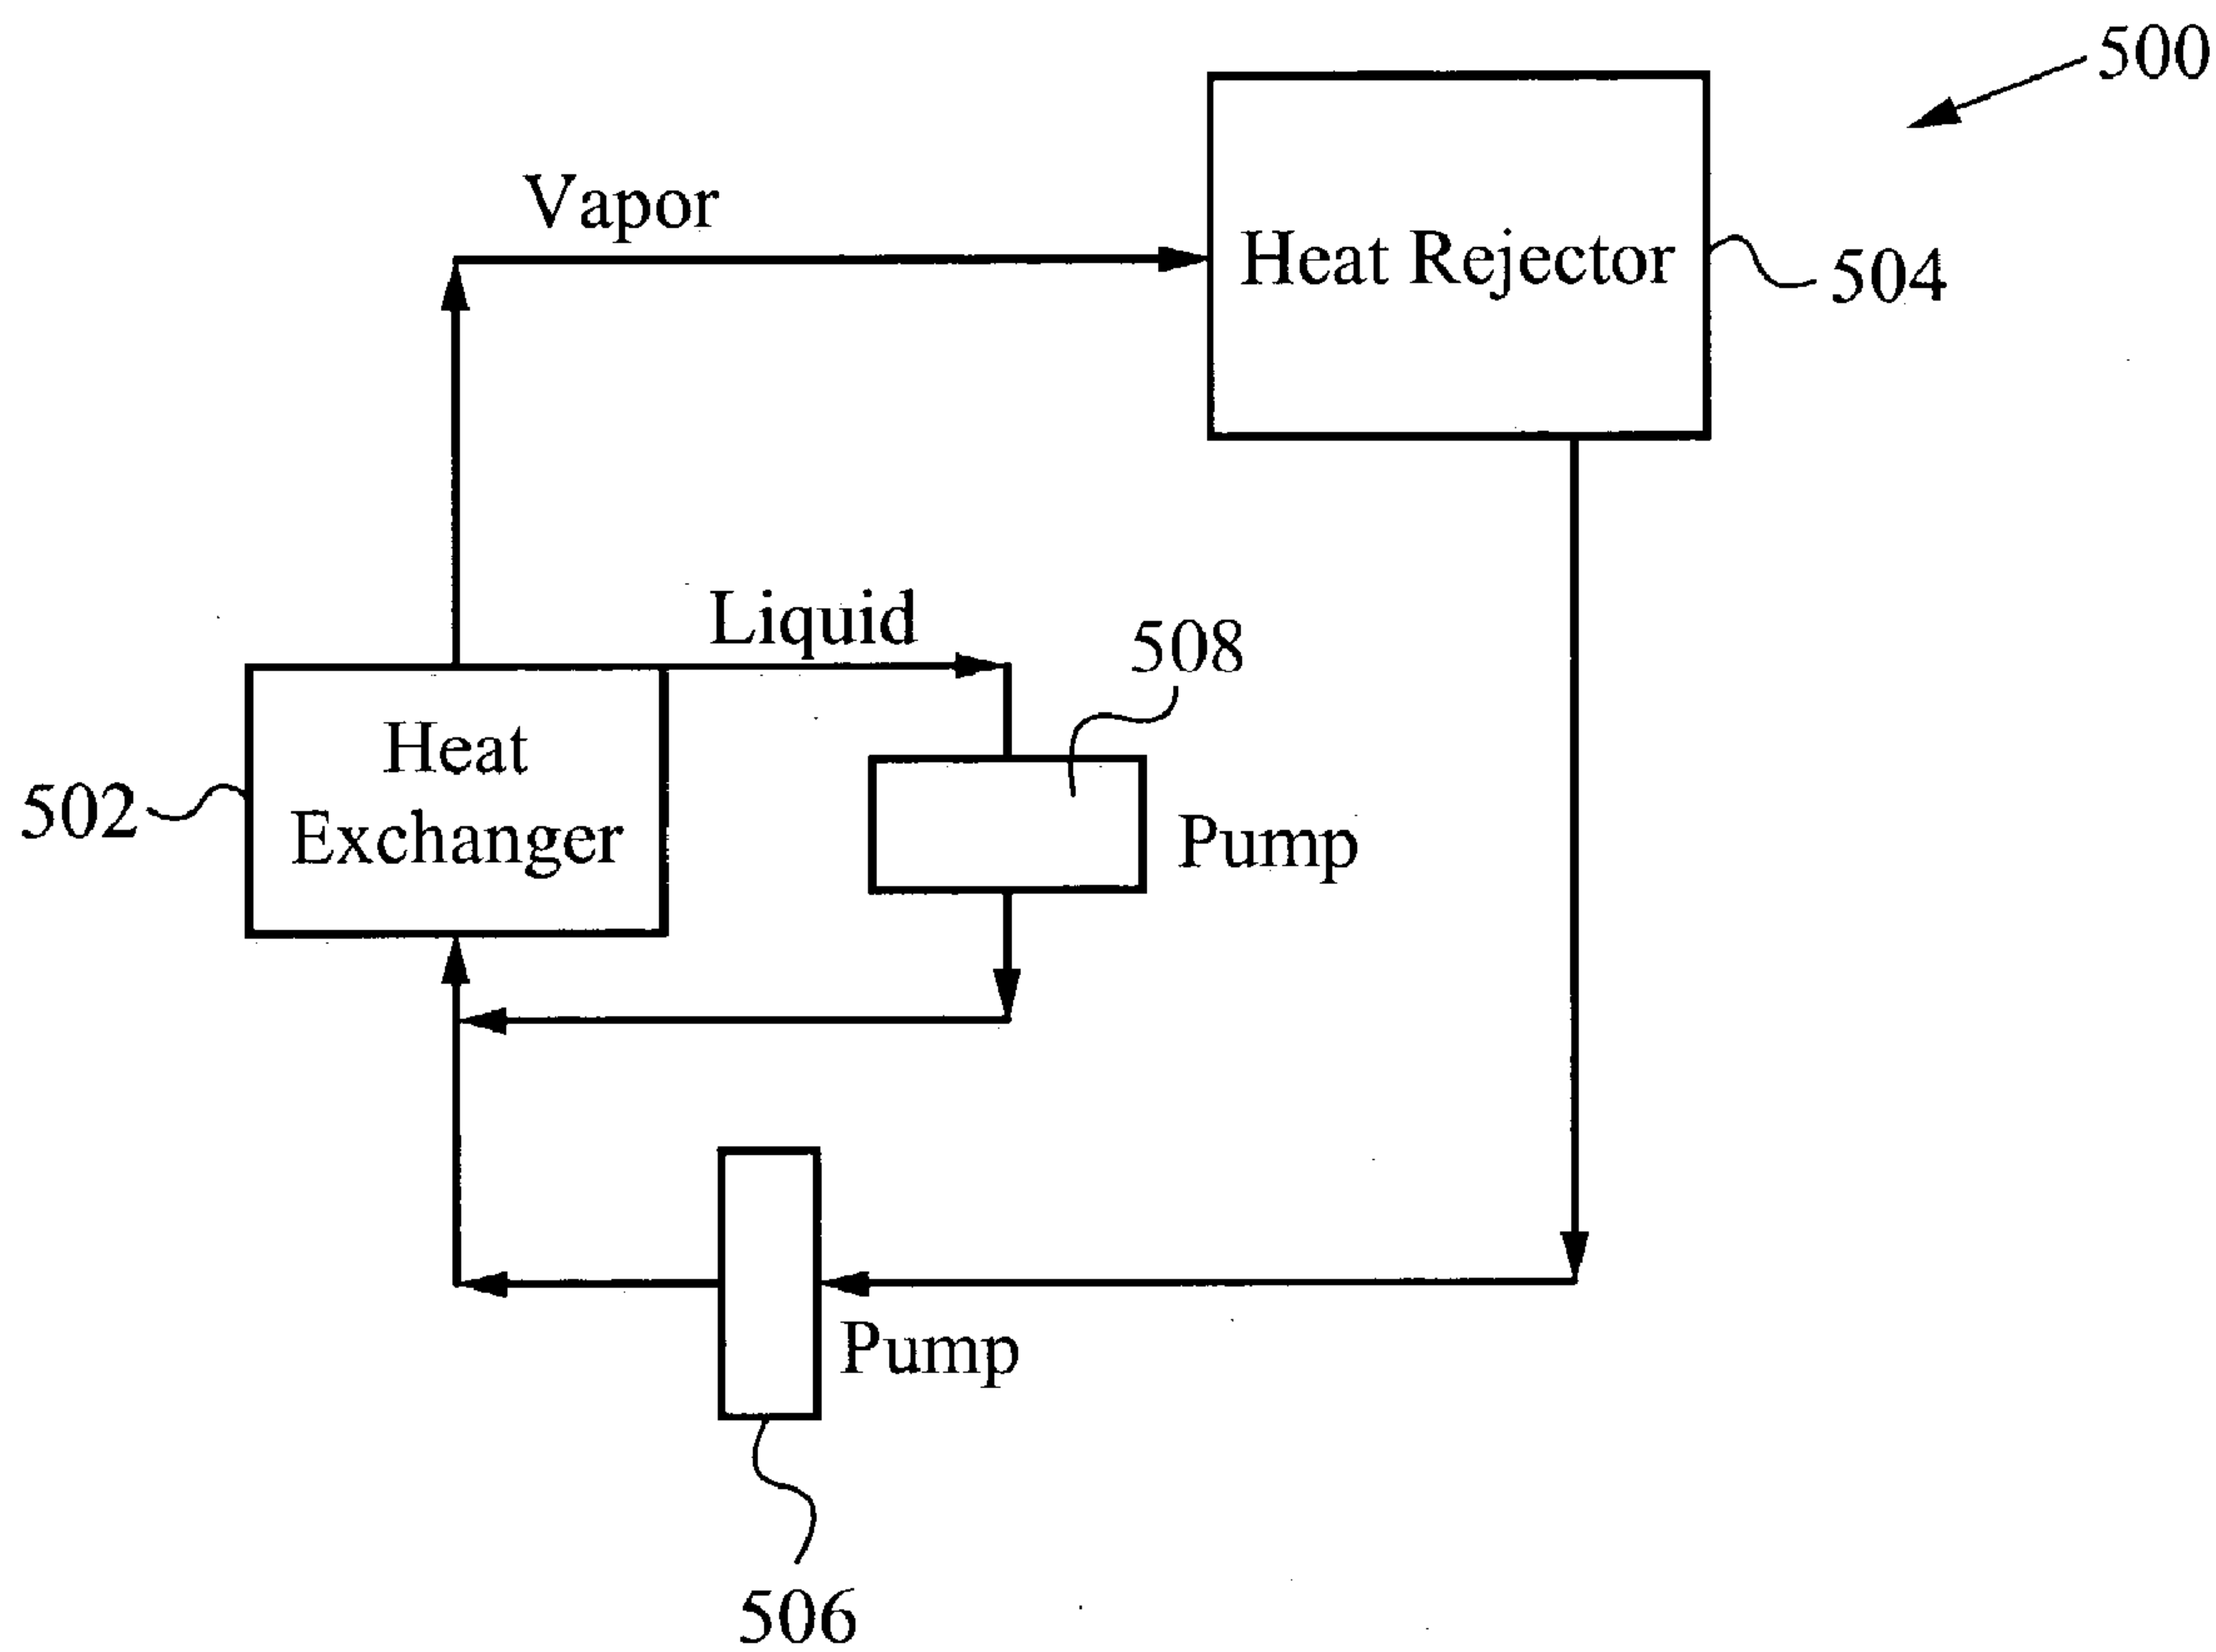 500
Vapor
Heat Rejector
504
Liquid
508
Heat
Exchanger
502
Pump
Pump
506